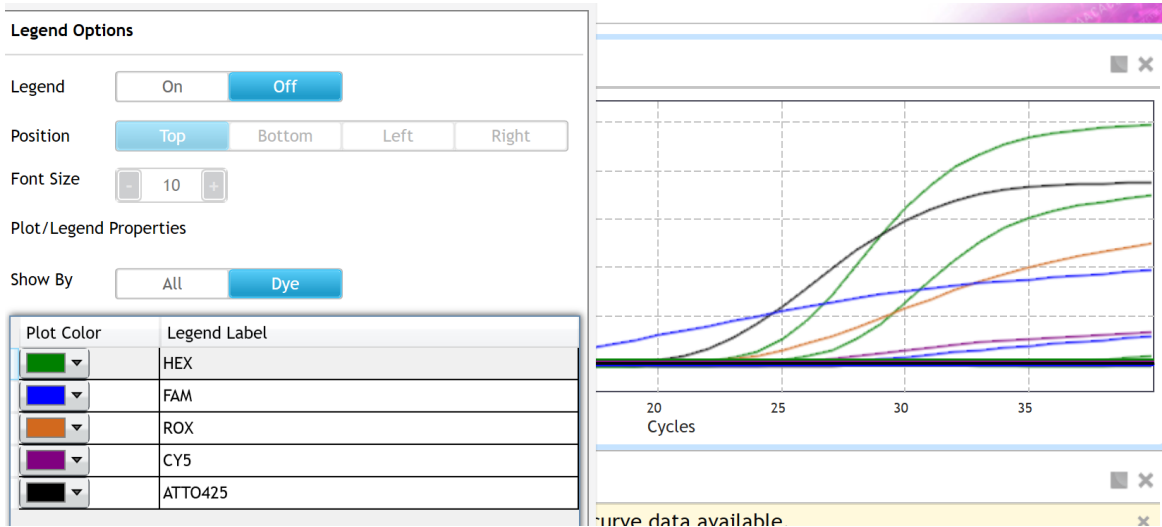 Legend Options
Legend On Off
Position Top Bottom Left Right
Font Size - 10 +
Plot/Legend Properties
Show By All Dye
Plot Color Legend Label
HEX
FAM
ROX
CY5
ATTO425
20 25 30 35
Cycles
curve data available.